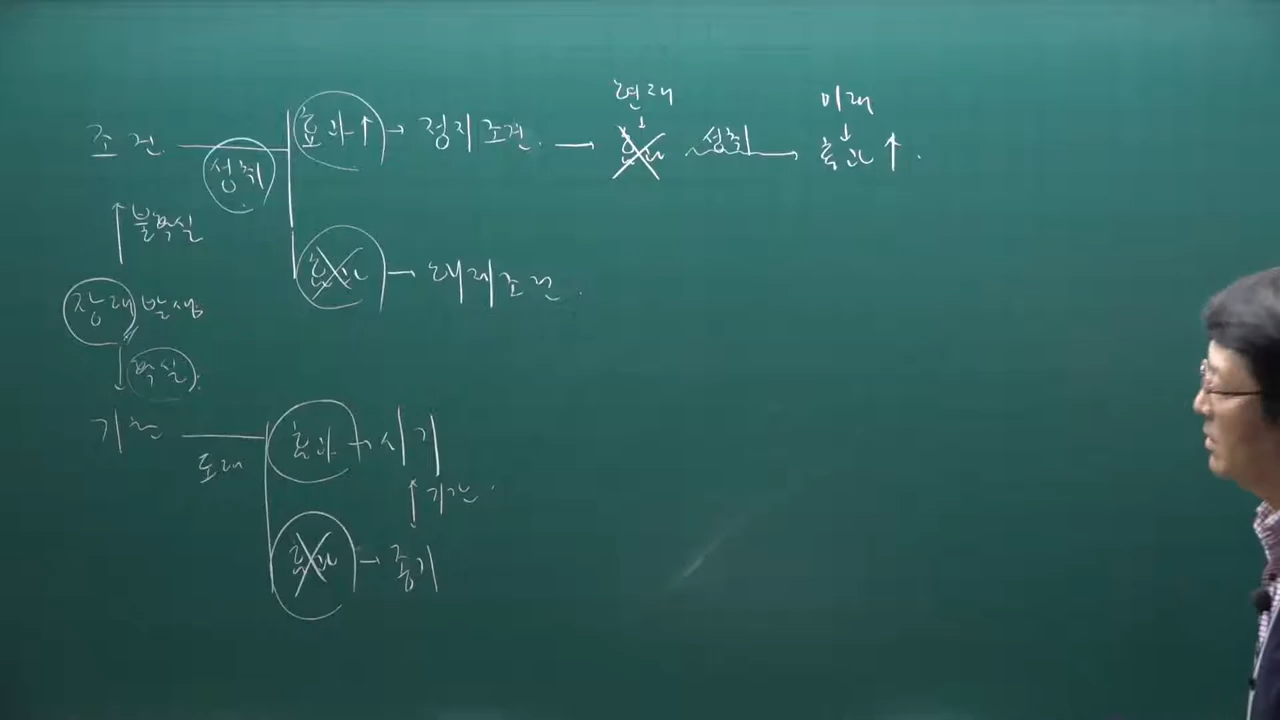 현재 미래
조건 성취 효과↑ → 정지조건 → 효과 성취 → 효과↑
불확실
효과 → 해제조건
장래 발생
확실
기한 도래 효과 → 시기
기간
효과 → 종기